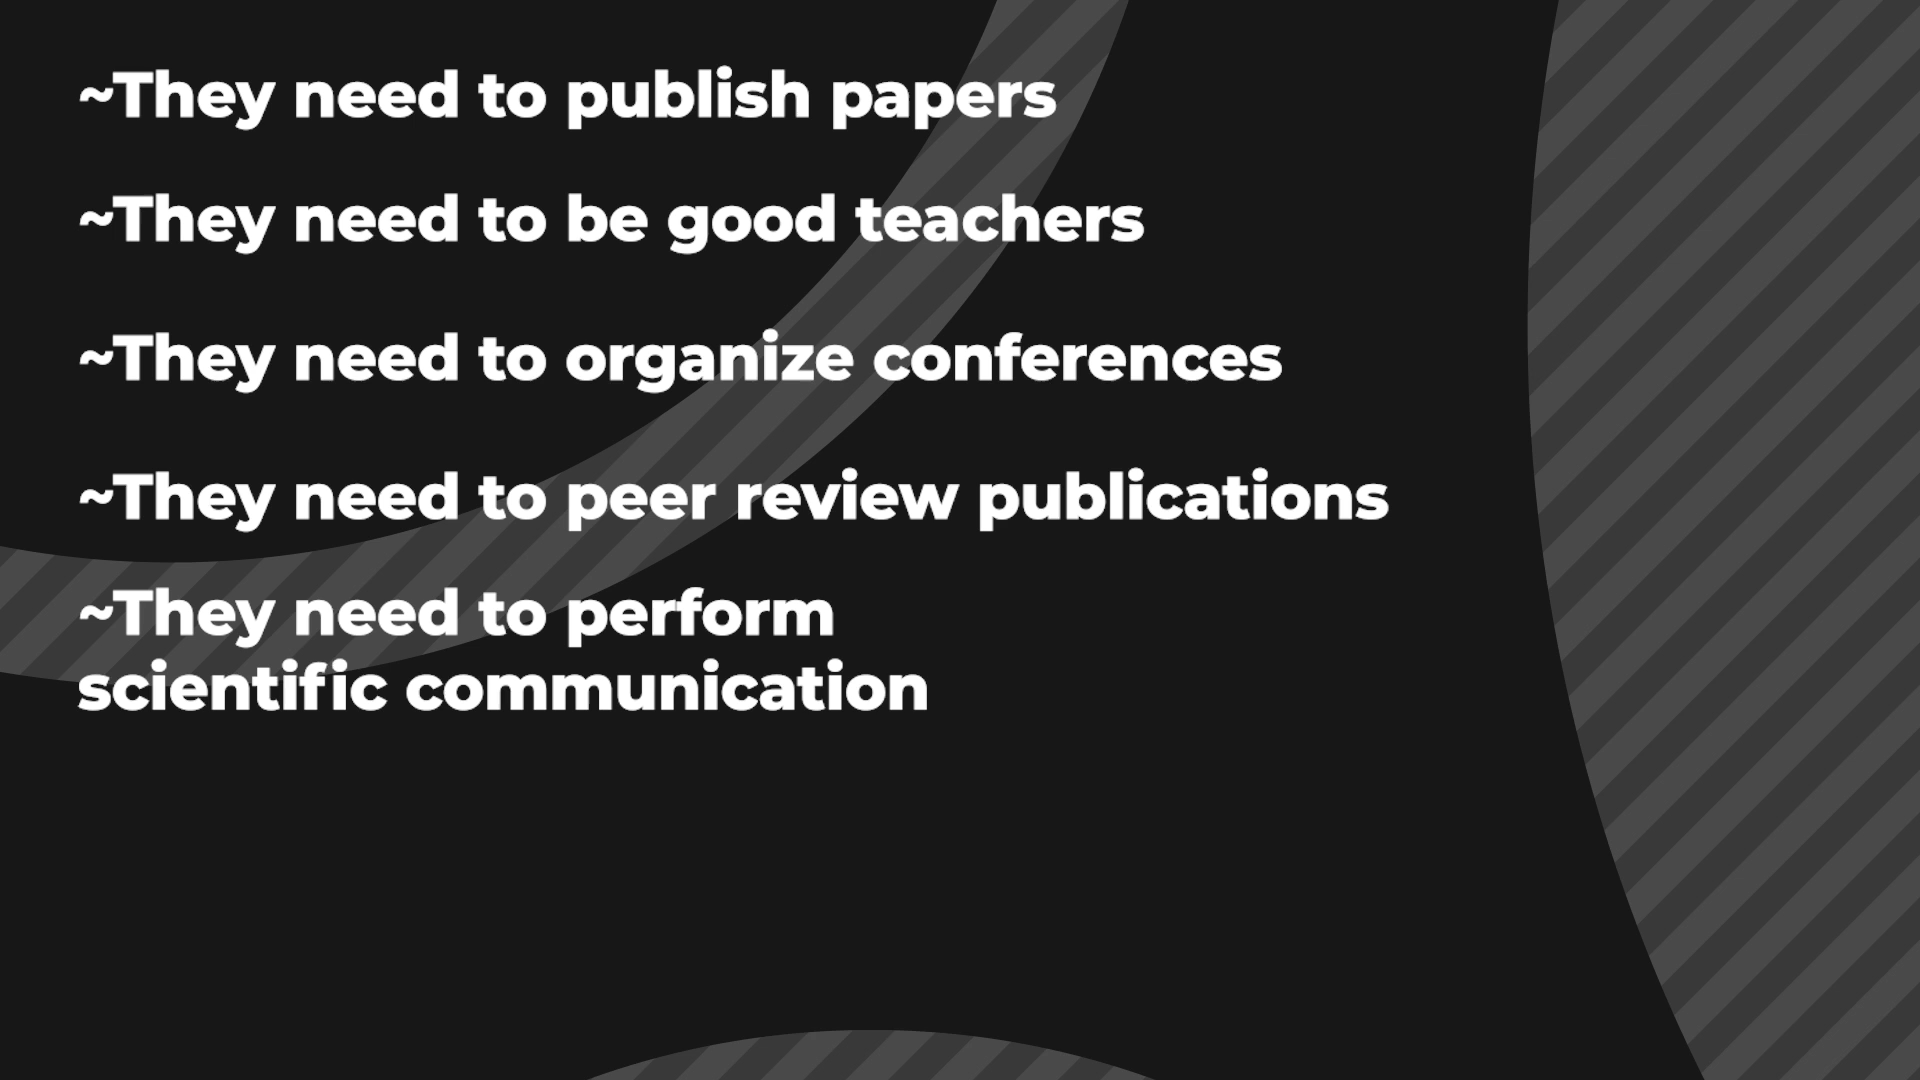 ~They need to publish papers
~They need to be good teachers
~They need to organize conferences
~They need to peer review publications
~They need to perform
scientific communication